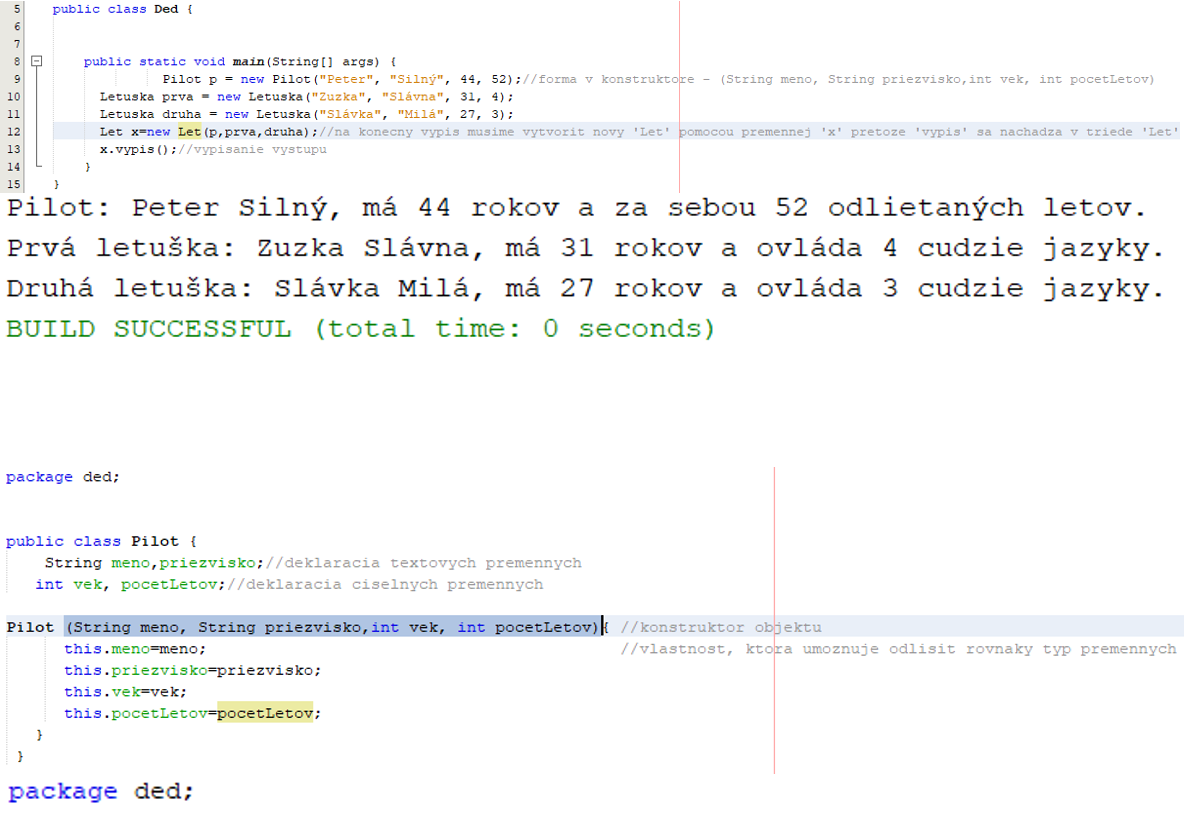 5 public class Ded {
6
7
8 public static void main(String[] args) {
9 Pilot p = new Pilot("Peter", "Silný", 44, 52);//forma v konstruktore - (String meno, String priezvisko,int vek, int pocetLetov)
10 Letuska prva = new Letuska("Zuzka", "Slávna", 31, 4);
11 Letuska druha = new Letuska("Slávka", "Milá", 27, 3);
12 Let x=new Let(p,prva,druha);//na konecny vypis musime vytvorit novy 'Let' pomocou premennej 'x' pretoze 'vypis' sa nachadza v triede 'Let'
13 x.vypis();//vypisanie vystupu
14 }
15 }
Pilot: Peter Silný, má 44 rokov a za sebou 52 odlietaných letov.
Prvá letuška: Zuzka Slávna, má 31 rokov a ovláda 4 cudzie jazyky.
Druhá letuška: Slávka Milá, má 27 rokov a ovláda 3 cudzie jazyky.
BUILD SUCCESSFUL (total time: 0 seconds)
package ded;
public class Pilot {
String meno,priezvisko;//deklaracia textovych premennych
int vek, pocetLetov;//deklaracia ciselnych premennych
Pilot (String meno, String priezvisko,int vek, int pocetLetov){ //konstruktor objektu
this.meno=meno; //vlastnost, ktora umoznuje odlisit rovnaky typ premennych
this.priezvisko=priezvisko;
this.vek=vek;
this.pocetLetov=pocetLetov;
}
}
package ded;